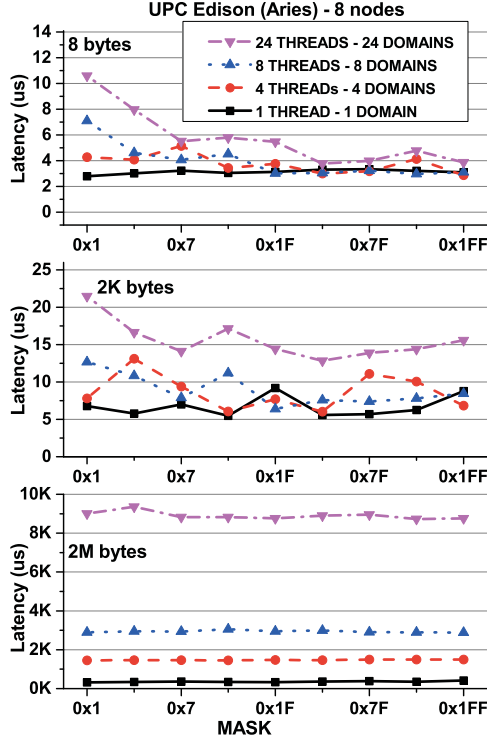 UPC Edison (Aries) - 8 nodes
8 bytes
24 THREADS - 24 DOMAINS
8 THREADS - 8 DOMAINS
4 THREADs - 4 DOMAINS
1 THREAD - 1 DOMAIN
Latency (us)
14
12
10
8
6
4
2
0
0x1 0x7 0x1F 0x7F 0x1FF
2K bytes
Latency (us)
25
20
15
10
5
0
0x1 0x7 0x1F 0x7F 0x1FF
2M bytes
Latency (us)
10K
8K
6K
4K
2K
0K
0x1 0x7 0x1F 0x7F 0x1FF
MASK